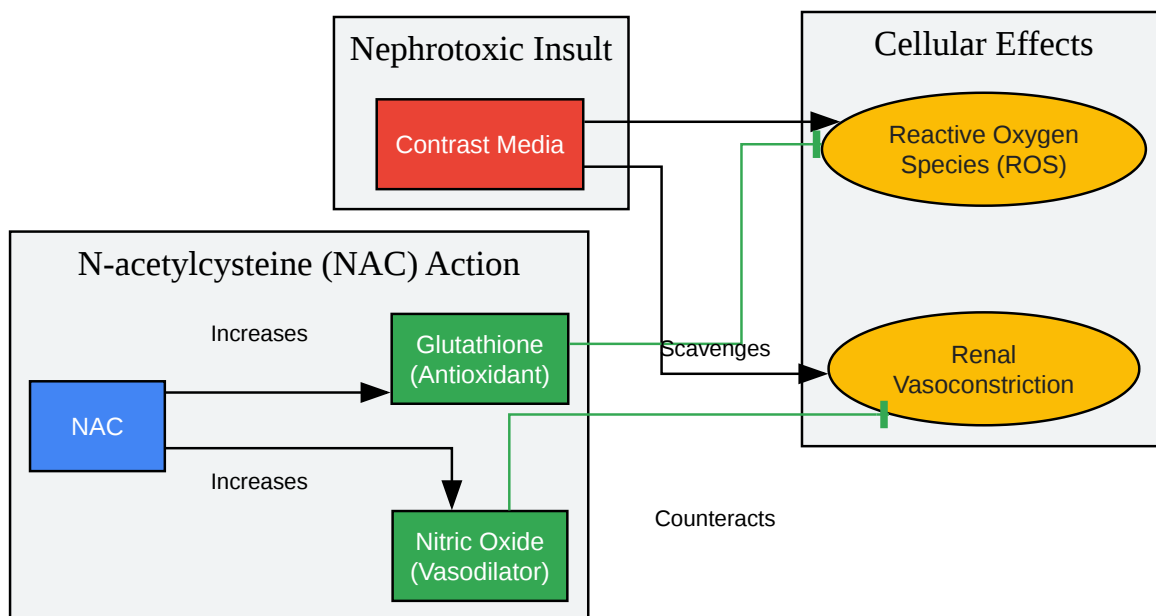 Nephrotoxic Insult
Contrast Media
Cellular Effects
Reactive Oxygen
Species (ROS)
Renal
Vasoconstriction
N-acetylcysteine (NAC) Action
NAC
Increases
Increases
Glutathione
(Antioxidant)
Nitric Oxide
(Vasodilator)
Scavenges
Counteracts